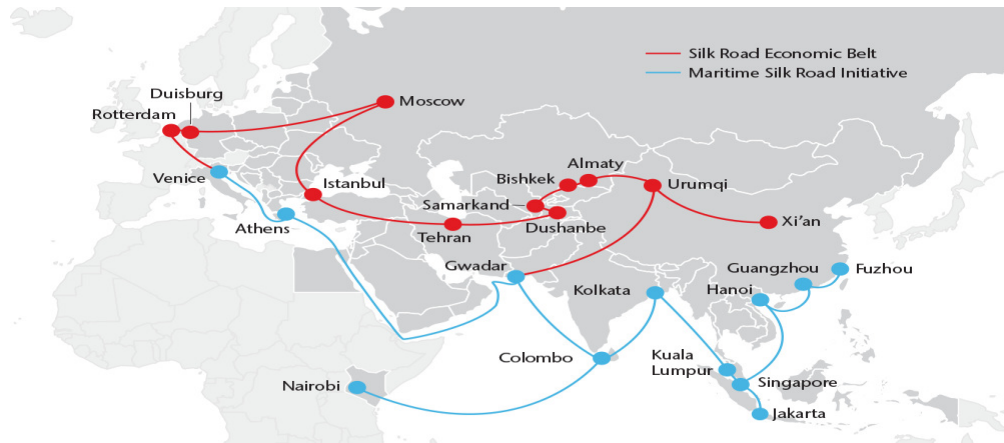 Silk Road Economic Belt
Maritime Silk Road Initiative
Duisburg
Rotterdam
Moscow
Venice
Istanbul
Athens
Tehran
Bishkek
Almaty
Samarkand
Dushanbe
Urumqi
Xi'an
Gwadar
Kolkata
Guangzhou
Hanoi
Fuzhou
Colombo
Kuala
Lumpur
Singapore
Nairobi
Jakarta